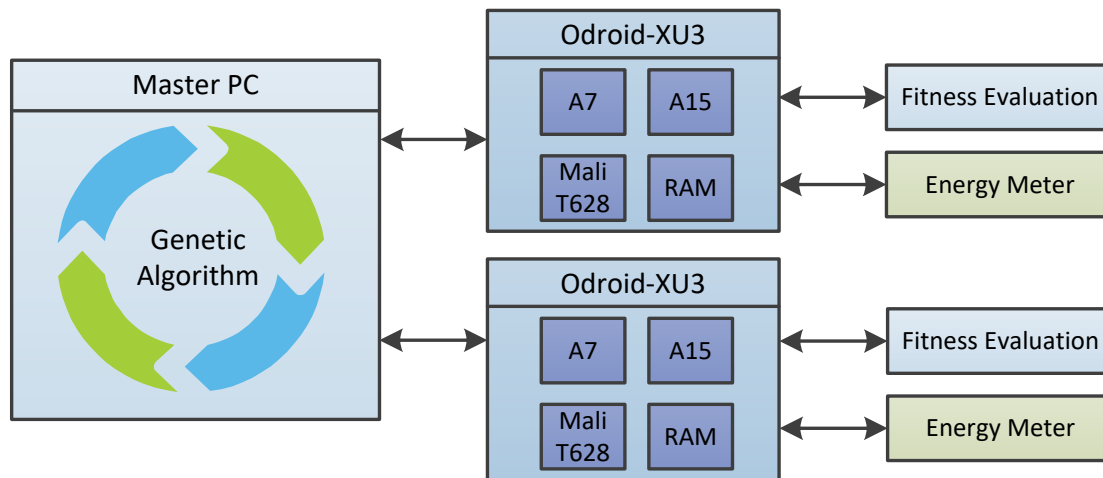 Master PC
Genetic
Algorithm
Odroid-XU3
A7
A15
Mali
T628
RAM
Fitness Evaluation
Energy Meter
Odroid-XU3
A7
A15
Mali
T628
RAM
Fitness Evaluation
Energy Meter